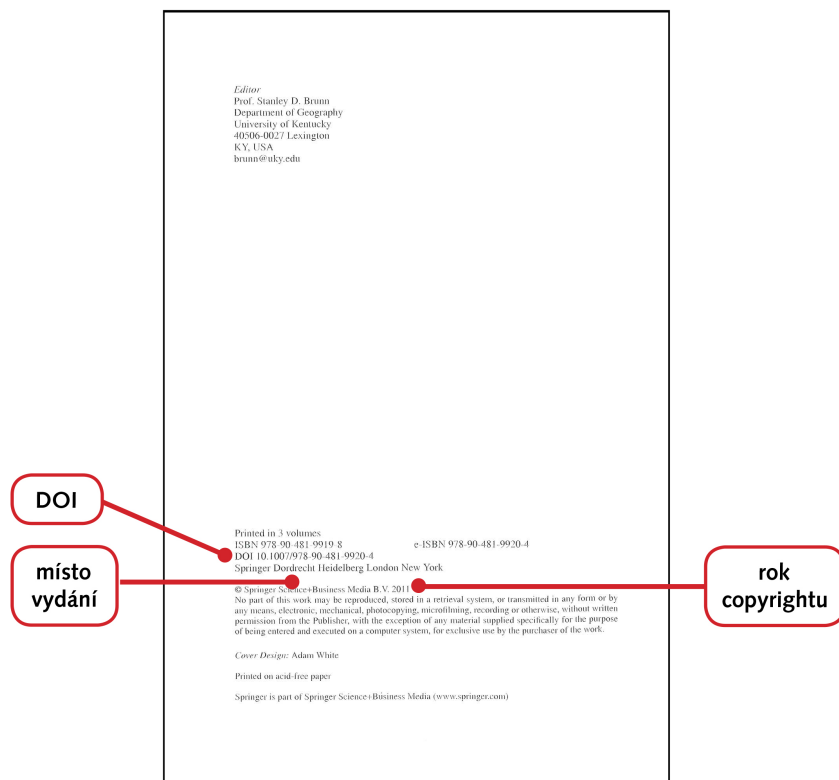 Editor
Prof. Stanley D. Brunn
Department of Geography
University of Kentucky
40506-0027 Lexington
KY, USA
brunn@uky.edu
DOI
místo
vydání
rok
copyrightu
Printed in 3 volumes
ISBN 978-90-481-9919-8 e-ISBN 978-90-481-9920-4
DOI 10.1007/978-90-481-9920-4
Springer Dordrecht Heidelberg London New York
© Springer Science+Business Media B.V. 2011
No part of this work may be reproduced, stored in a retrieval system, or transmitted in any form or by
any means, electronic, mechanical, photocopying, microfilming, recording or otherwise, without written
permission from the Publisher, with the exception of any material supplied specifically for the purpose
of being entered and executed on a computer system, for exclusive use by the purchaser of the work.
Cover Design: Adam White
Printed on acid-free paper
Springer is part of Springer Science+Business Media (www.springer.com)